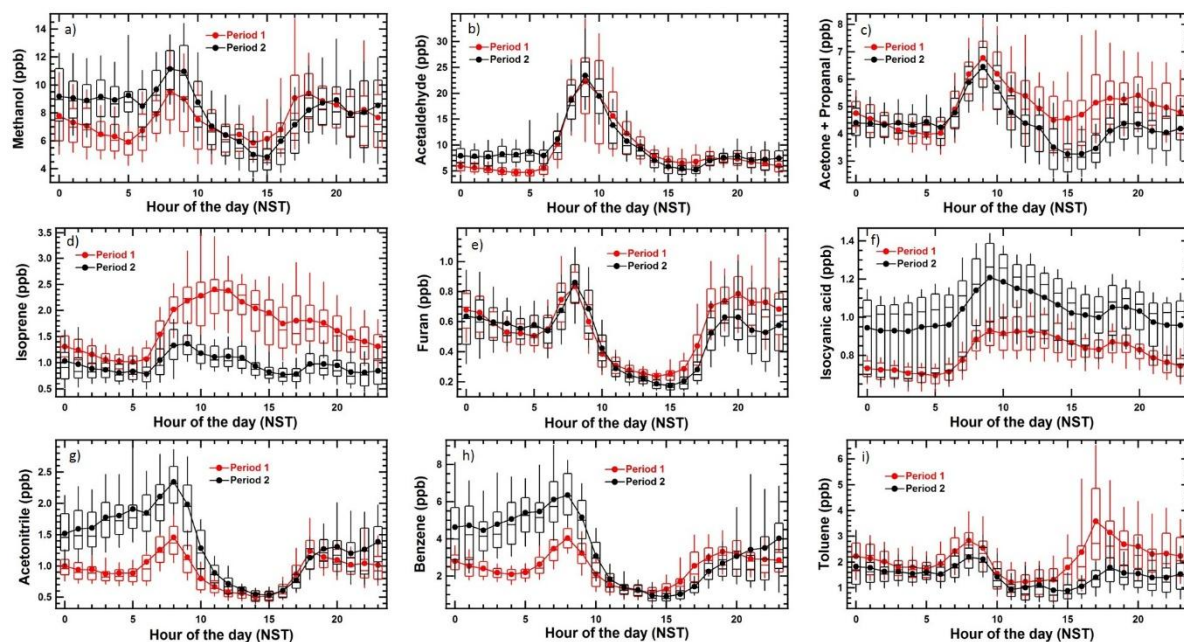 a)
Period 1
Period 2
Methanol (ppb)
14
12
10
8
6
4
0 5 10 15 20
Hour of the day (NST)
b)
Period 1
Period 2
Acetaldehyde (ppb)
30
25
20
15
10
5
0 5 10 15 20
Hour of the day (NST)
c)
Period 1
Period 2
Acetone + Propanal (ppb)
8
7
6
5
4
3
0 5 10 15 20
Hour of the day (NST)
d)
Period 1
Period 2
Isoprene (ppb)
3.5
3.0
2.5
2.0
1.5
1.0
0.5
0 5 10 15 20
Hour of the day (NST)
e)
Period 1
Period 2
Furan (ppb)
1.0
0.8
0.6
0.4
0.2
0 5 10 15 20
Hour of the day (NST)
f)
Period 1
Period 2
Isocyanic acid (ppb)
1.4
1.2
1.0
0.8
0 5 10 15 20
Hour of the day (NST)
g)
Period 1
Period 2
Acetonitrile (ppb)
2.5
2.0
1.5
1.0
0.5
0 5 10 15 20
Hour of the day (NST)
h)
Period 1
Period 2
Benzene (ppb)
8
6
4
2
0 5 10 15 20
Hour of the day (NST)
i)
Period 1
Period 2
Toluene (ppb)
6
5
4
3
2
1
0 5 10 15 20
Hour of the day (NST)